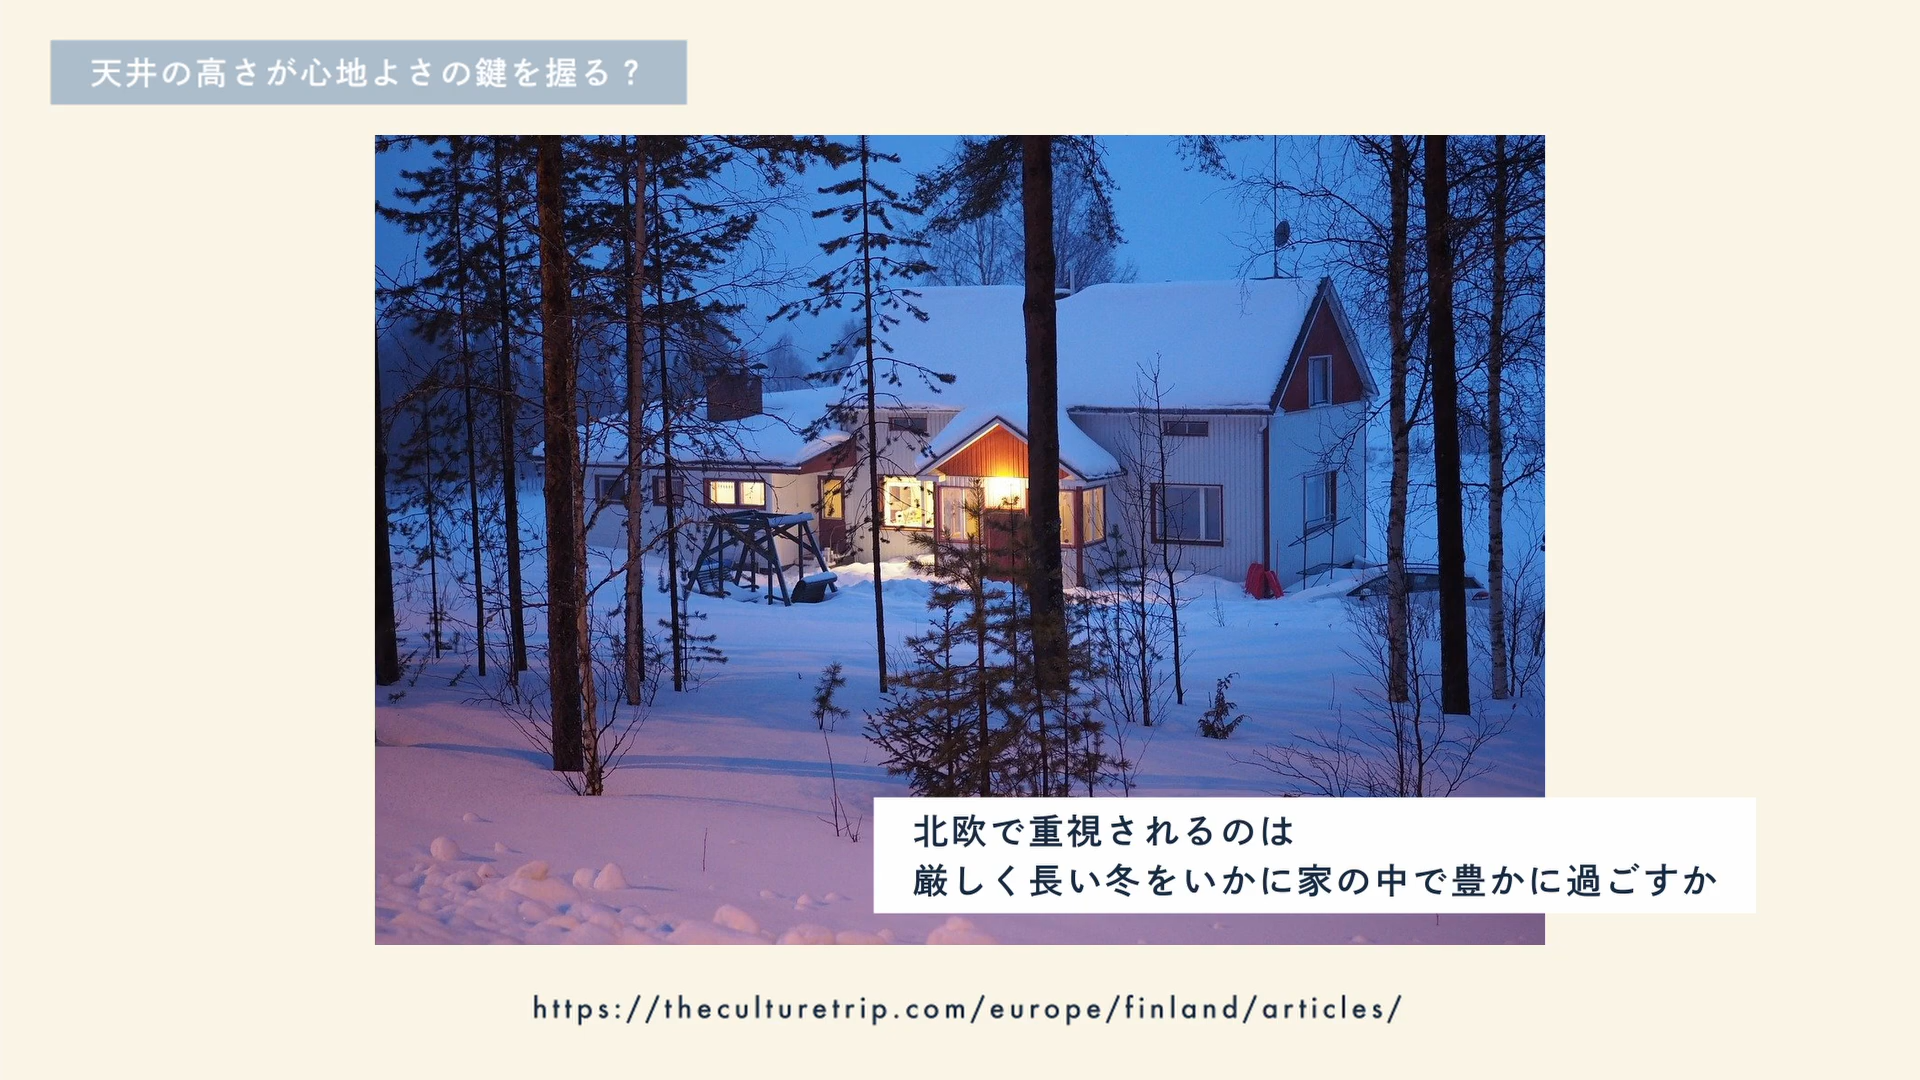 天井の高さが心地よさの鍵を握る？
北欧で重視されるのは
厳しく長い冬をいかに家の中で豊かに過ごすか
https://theculturetrip.com/europe/finland/articles/